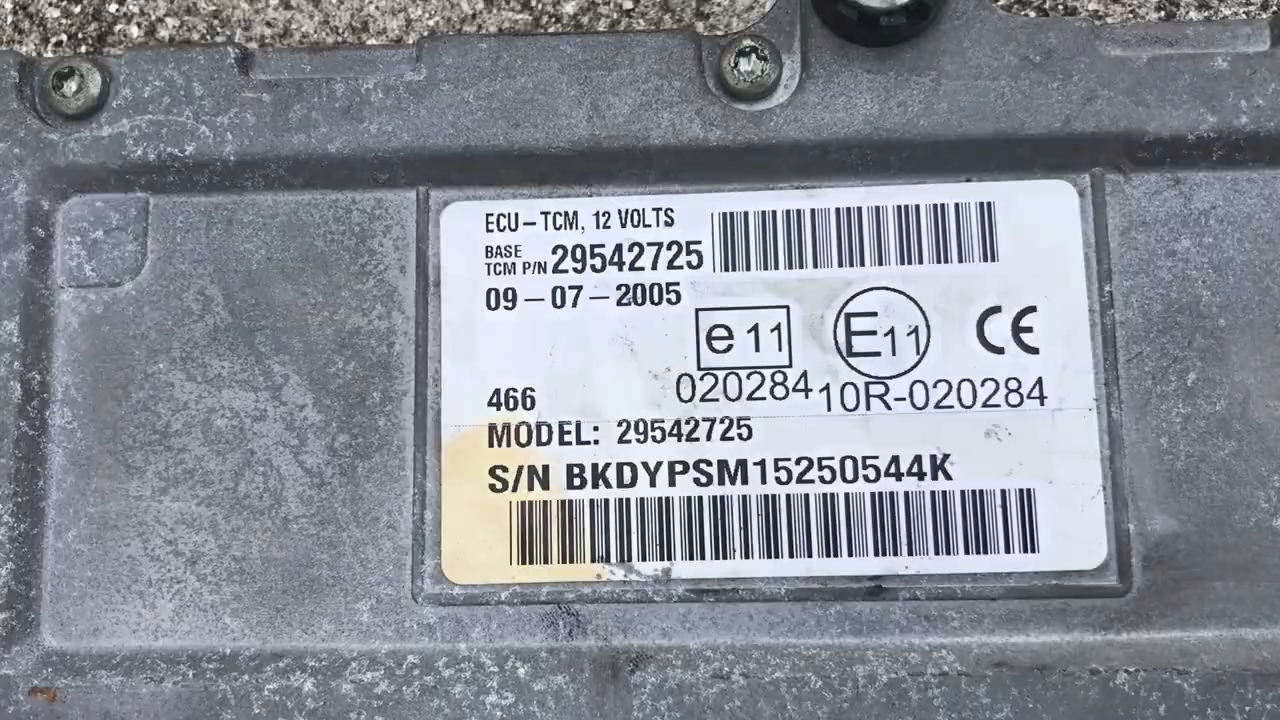 ECU-TCM, 12 VOLTS
BASE
TCM P/N 29542725
09-07-2005
e11
E11
CE
020284
10R-020284
466
MODEL: 29542725
S/N BKDYPSM15250544K